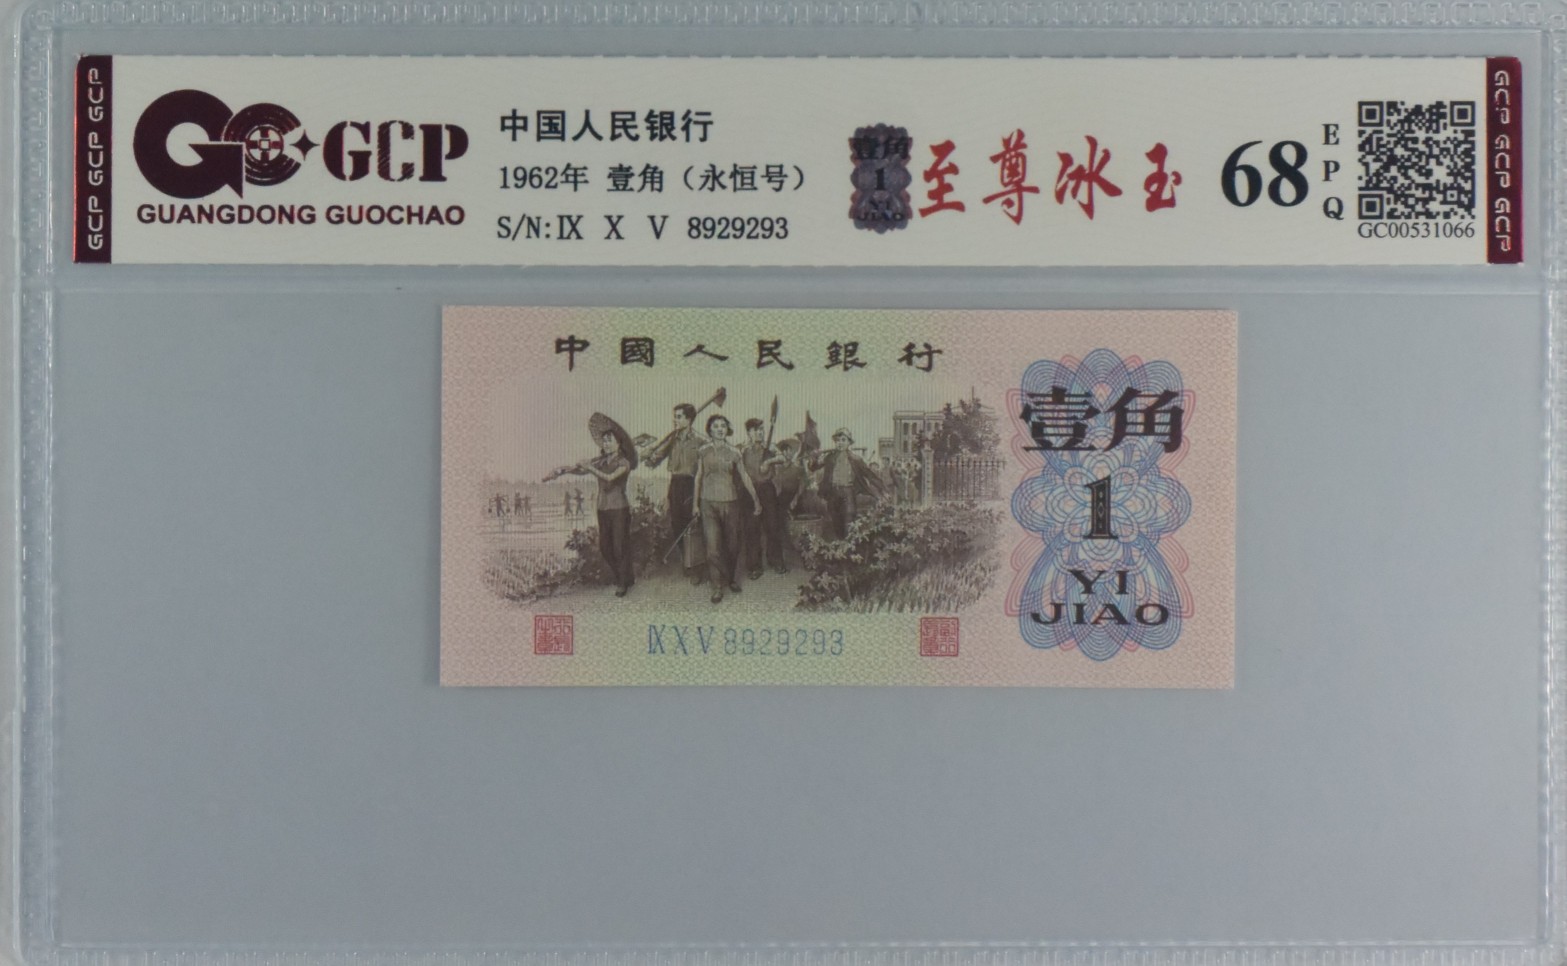 GCP GCP GCP
GCP
GUANGDONG GUOCHAO
中国人民银行
1962年 壹角（永恒号）
S/N:Ⅸ Ⅹ Ⅴ 8929293
壹角
1
YI
JIAO
至尊冰玉
68
EPQ
GC00531066
GCP GCP GCP
中國人民銀行
壹角
1
YI
JIAO
ⅨⅩⅤ8929293